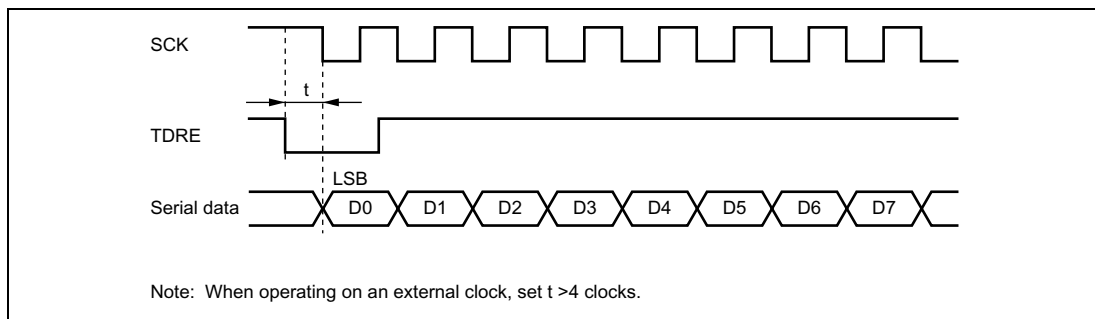 SCK
t
TDRE
LSB
Serial data D0 D1 D2 D3 D4 D5 D6 D7
Note: When operating on an external clock, set t >4 clocks.